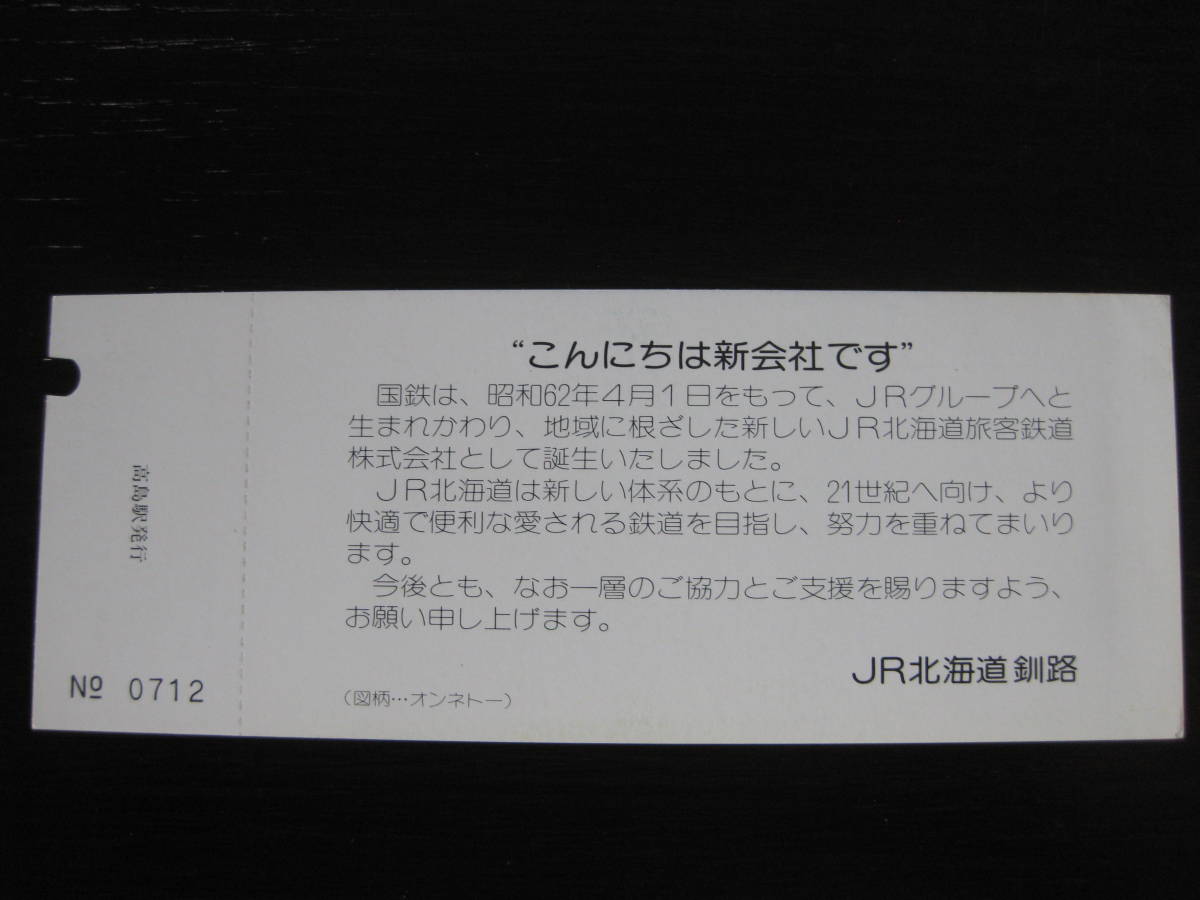 “こんにちは新会社です”
国鉄は、昭和62年4月1日をもって、JRグループへと
生まれかわり、地域に根ざした新しいJR北海道旅客鉄道
株式会社として誕生いたしました。
JR北海道は新しい体系のもとに、21世紀へ向け、より
快適で便利な愛される鉄道を目指し、努力を重ねてまいり
ます。
今後とも、なお一層のご協力とご支援を賜りますよう、
お願い申し上げます。
JR北海道 釧路
(図柄…オンネトー)
高島駅発行
№ 0712